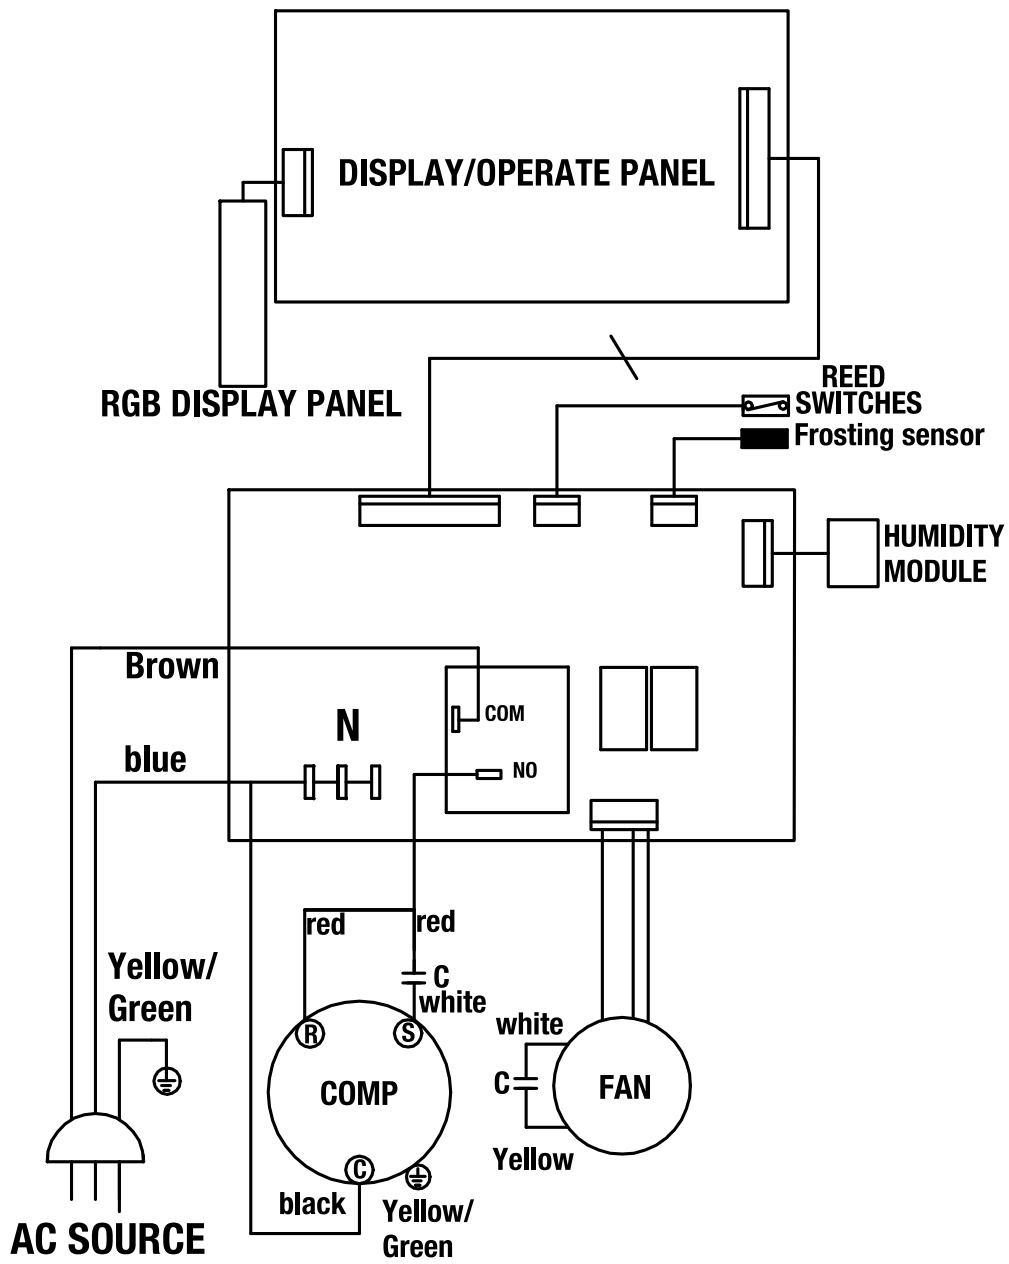 DISPLAY/OPERATE PANEL
RGB DISPLAY PANEL
REED
SWITCHES
Frosting sensor
HUMIDITY
MODULE
Brown
COM
N
blue
NO
red
red
C
white
Yellow/
Green
R
S
white
COMP
C
FAN
Yellow
C
black
Yellow/
Green
AC SOURCE